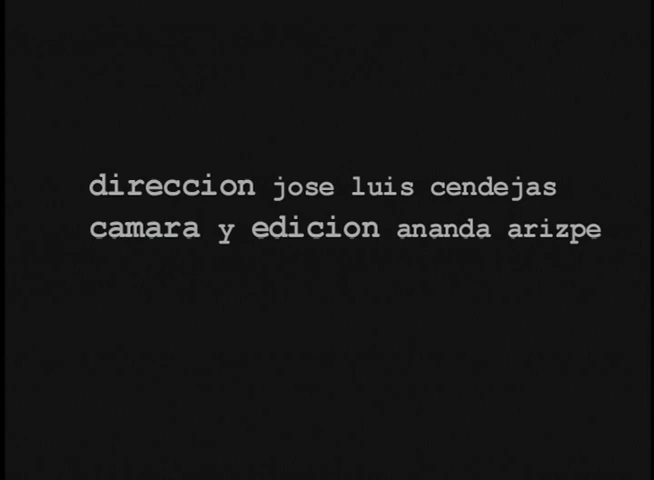 direccion jose luis cendejas
camara y edicion ananda arizpe